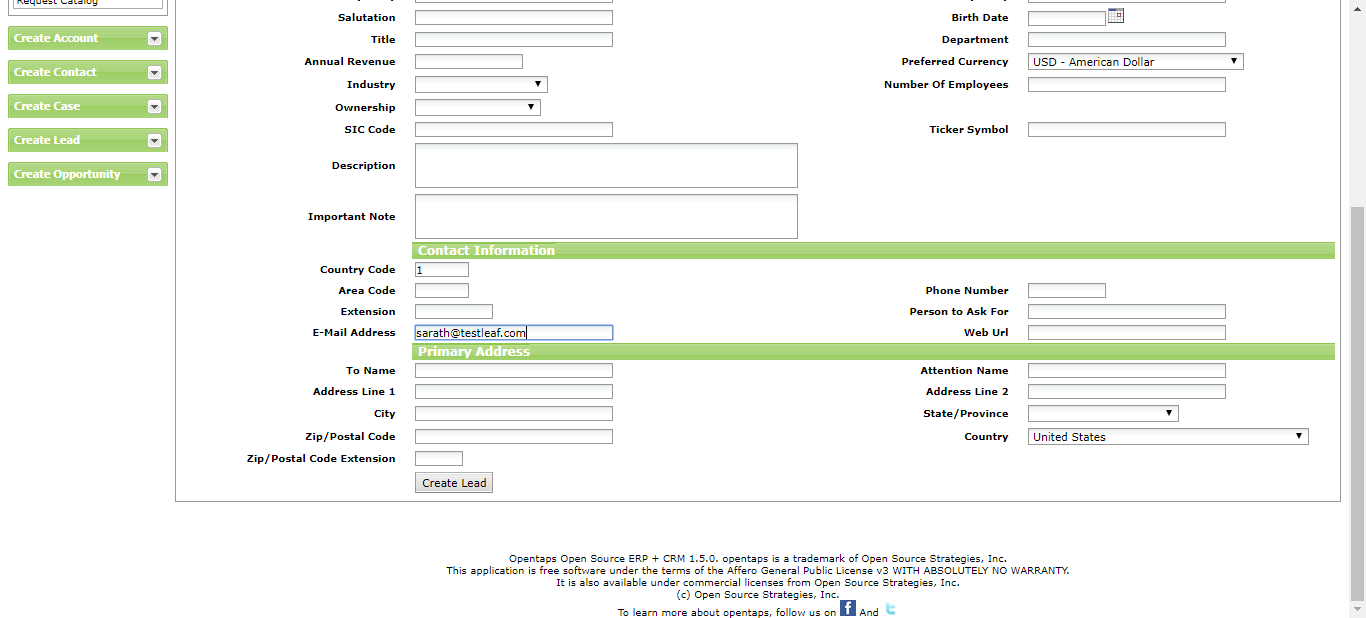 Request Catalog
Create Account
Create Contact
Create Case
Create Lead
Create Opportunity
Salutation
Birth Date
Title
Department
Annual Revenue
Preferred Currency USD - American Dollar
Industry
Number Of Employees
Ownership
SIC Code
Ticker Symbol
Description
Important Note
Contact Information
Country Code 1
Area Code
Phone Number
Extension
Person to Ask For
E-Mail Address sarath@testleaf.com
Web Url
Primary Address
To Name
Attention Name
Address Line 1
Address Line 2
City
State/Province
Zip/Postal Code
Country United States
Zip/Postal Code Extension
Create Lead
Opentaps Open Source ERP + CRM 1.5.0. opentaps is a trademark of Open Source Strategies, Inc.
This application is free software under the terms of the Affero General Public License v3 WITH ABSOLUTELY NO WARRANTY.
It is also available under commercial licenses from Open Source Strategies, Inc.
(c) Open Source Strategies, Inc.
To learn more about opentaps, follow us on f And t